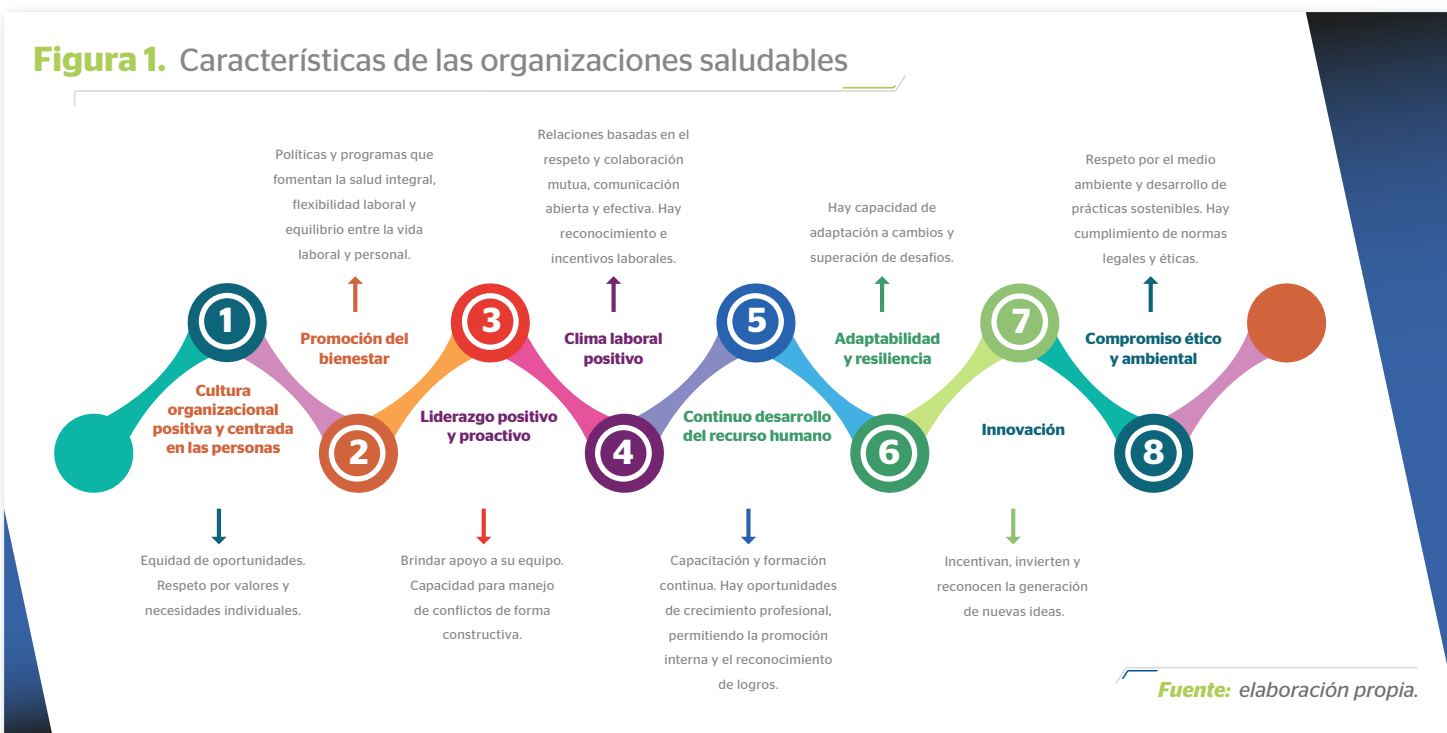 Figura 1. Características de las organizaciones saludables
1
Cultura
organizacional
positiva y centrada
en las personas
Equidad de oportunidades.
Respeto por valores y
necesidades individuales.
2
Promoción del
bienestar
Políticas y programas que
fomentan la salud integral,
flexibilidad laboral y
equilibrio entre la vida
laboral y personal.
3
Liderazgo positivo
y proactivo
Brindar apoyo a su equipo.
Capacidad para manejo
de conflictos de forma
constructiva.
4
Clima laboral
positivo
Relaciones basadas en el
respeto y colaboración
mutua, comunicación
abierta y efectiva. Hay
reconocimiento e
incentivos laborales.
5
Continuo desarrollo
del recurso humano
Capacitación y formación
continua. Hay oportunidades
de crecimiento profesional,
permitiendo la promoción
interna y el reconocimiento
de logros.
6
Adaptabilidad
y resiliencia
Hay capacidad de
adaptación a cambios y
superación de desafios.
7
Innovación
Incentivan, invierten y
reconocen la generación
de nuevas ideas.
8
Compromiso ético
y ambiental
Respeto por el medio
ambiente y desarrollo de
prácticas sostenibles. Hay
cumplimiento de normas
legales y éticas.
Fuente: elaboración propia.